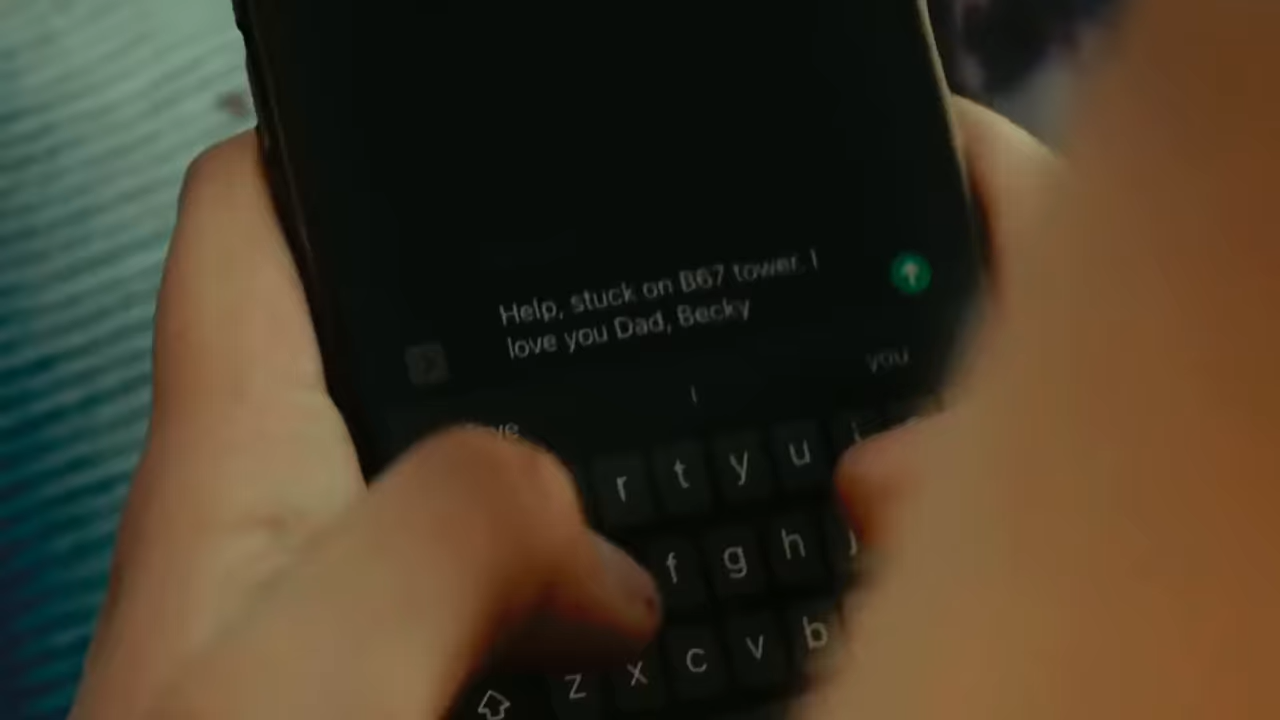 Help, stuck on B67 tower. I
love you Dad, Becky
I
you
r t y u
f g h j
z x c v b